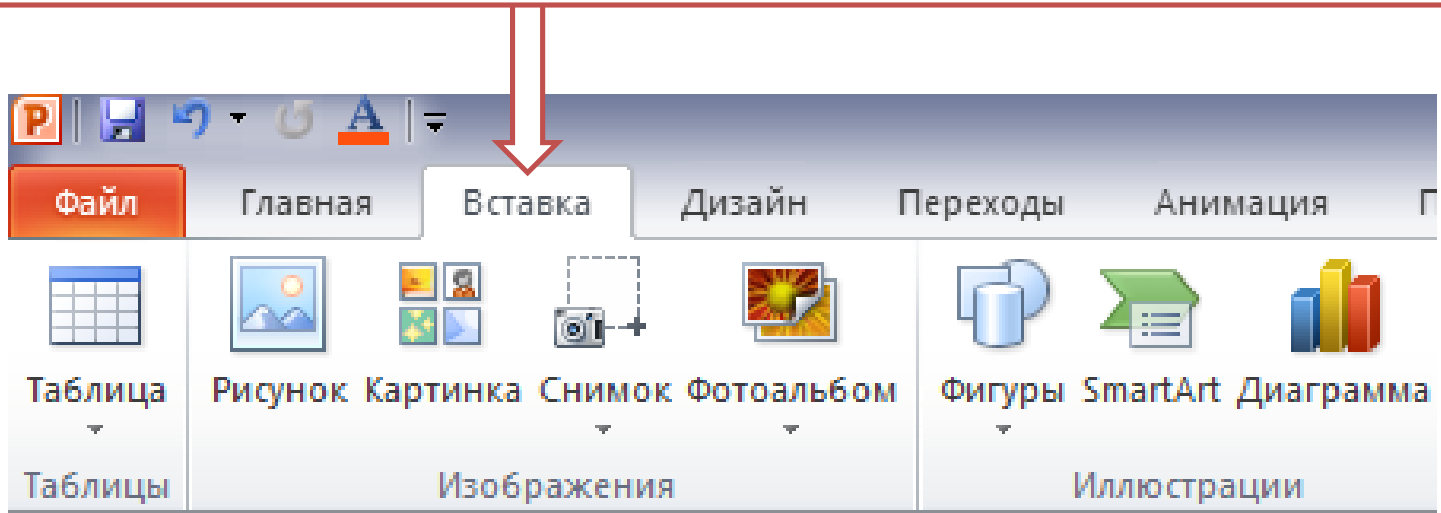 Файл Главная Вставка Дизайн Переходы Анимация П
Таблица Рисунок Картинка Снимок Фотоальбом Фигуры SmartArt Диаграмма
Таблицы Изображения Иллюстрации